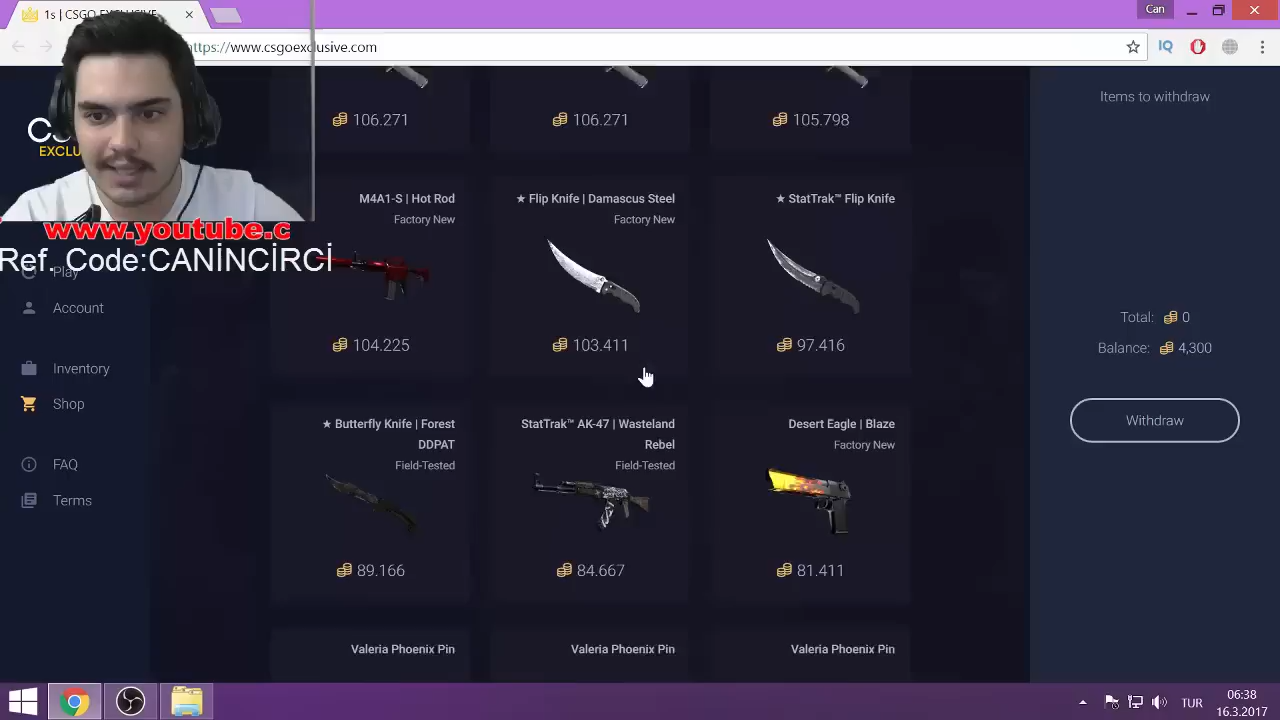 1s | CSGO EXCLUSIVE
Can
https://www.csgoexclusive.com
Items to withdraw
106.271
106.271
105.798
EXCLU
M4A1-S | Hot Rod
Factory New
★ Flip Knife | Damascus Steel
Factory New
★ StatTrak™ Flip Knife
www.youtube.c
Ref. Code:CANİNCİRCİ
Play
Account
Inventory
Shop
FAQ
Terms
104.225
103.411
97.416
Total: 0
Balance: 4,300
Withdraw
★ Butterfly Knife | Forest
DDPAT
Field-Tested
StatTrak™ AK-47 | Wasteland
Rebel
Field-Tested
Desert Eagle | Blaze
Factory New
89.166
84.667
81.411
Valeria Phoenix Pin
Valeria Phoenix Pin
Valeria Phoenix Pin
TUR
06:38
16.3.2017